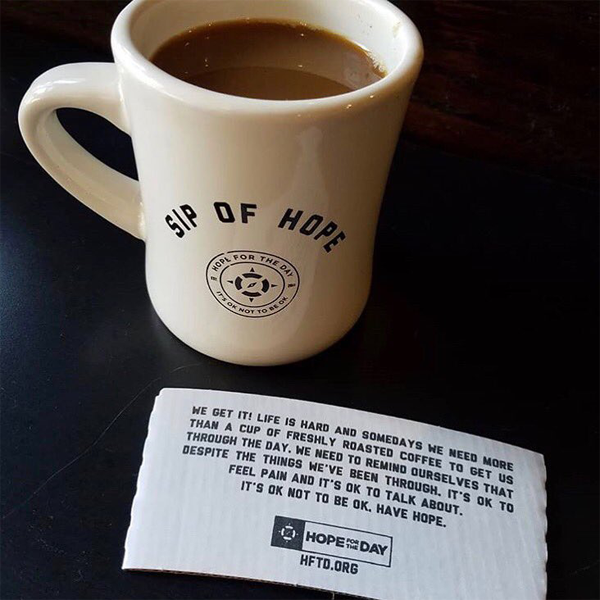 SIP OF HOPE
HOPE FOR THE DAY
IT'S OK NOT TO BE OK
WE GET IT! LIFE IS HARD AND SOMEDAYS WE NEED MORE
THAN A CUP OF FRESHLY ROASTED COFFEE TO GET US
THROUGH THE DAY. WE NEED TO REMIND OURSELVES THAT
DESPITE THE THINGS WE'VE BEEN THROUGH, IT'S OK TO
FEEL PAIN AND IT'S OK TO TALK ABOUT.
IT'S OK NOT TO BE OK. HAVE HOPE.
HOPE FOR THE DAY
HFTD.ORG